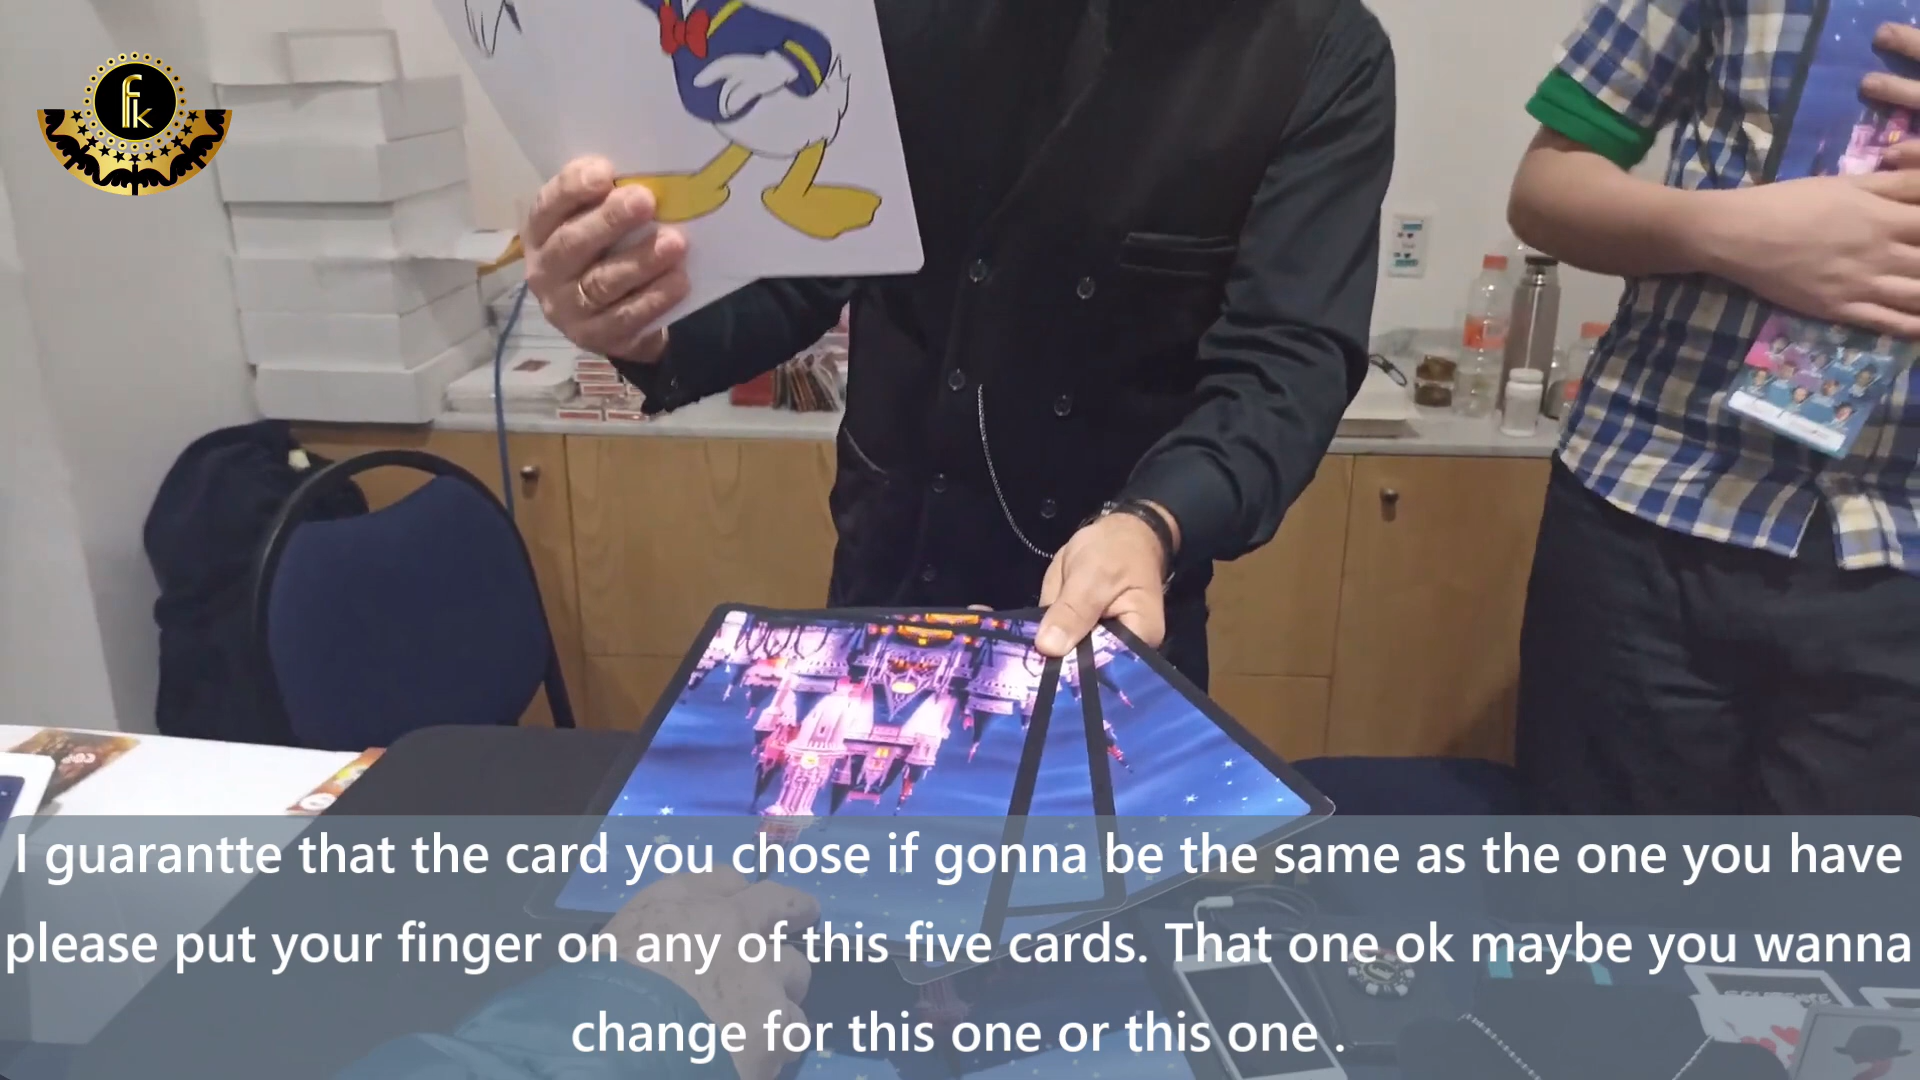 fk
I guarantte that the card you chose if gonna be the same as the one you have
please put your finger on any of this five cards. That one ok maybe you wanna
change for this one or this one .